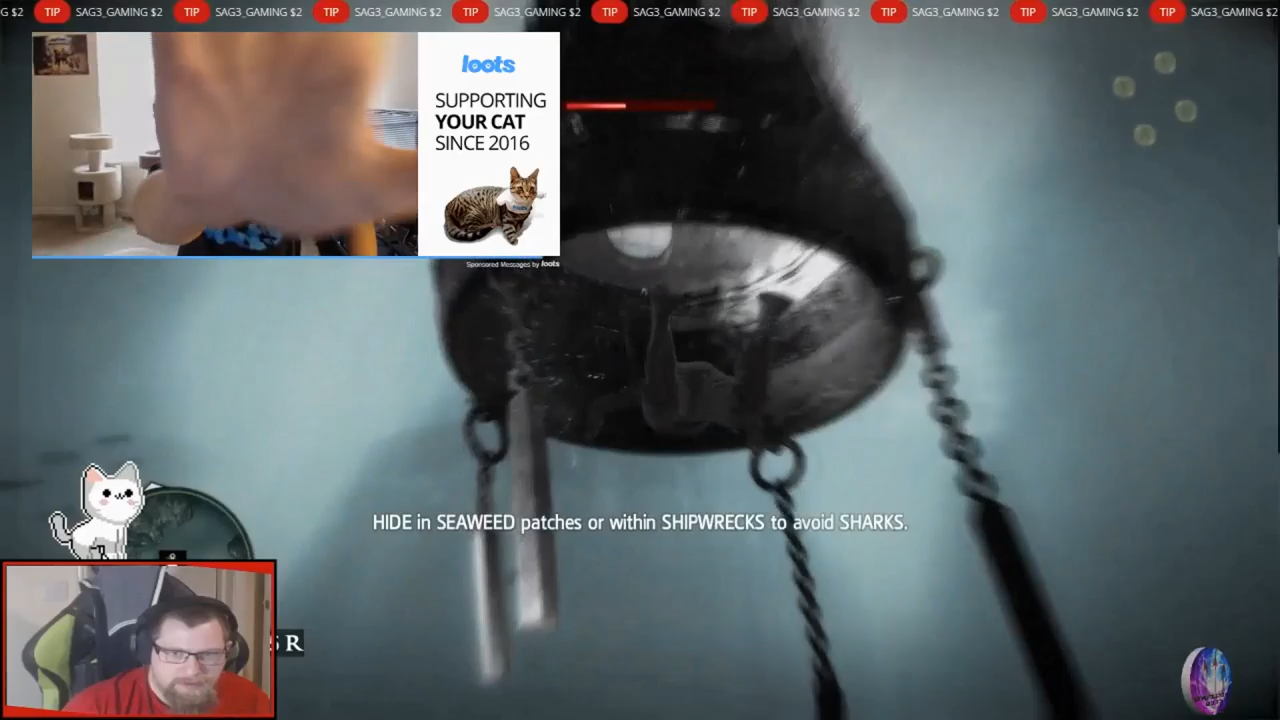 G $2 TIP SAG3_GAMING $2 TIP SAG3_GAMING $2 TIP SAG3_GAMING $2 TIP SAG3_GAMING $2 TIP SAG3_GAMING $2 TIP SAG3_GAMING $2 TIP SAG3_GAMING $2 TIP SAG3_GAMING $2 TIP SAG3_GAMING $2
loots
SUPPORTING
YOUR CAT
SINCE 2016
Sponsored Messages by loots
HIDE in SEAWEED patches or within SHIPWRECKS to avoid SHARKS.
S R